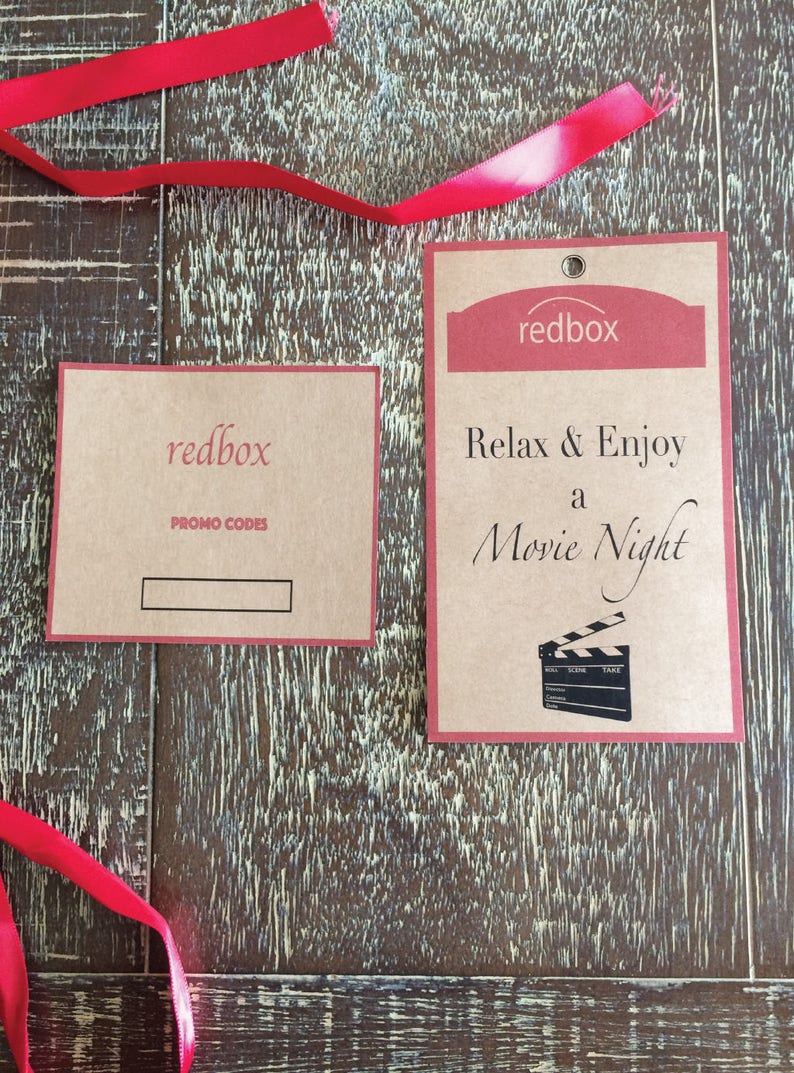 redbox
PROMO CODES
redbox
Relax & Enjoy
a
Movie Night
ROLL SCENE TAKE
Director
Camera
Date